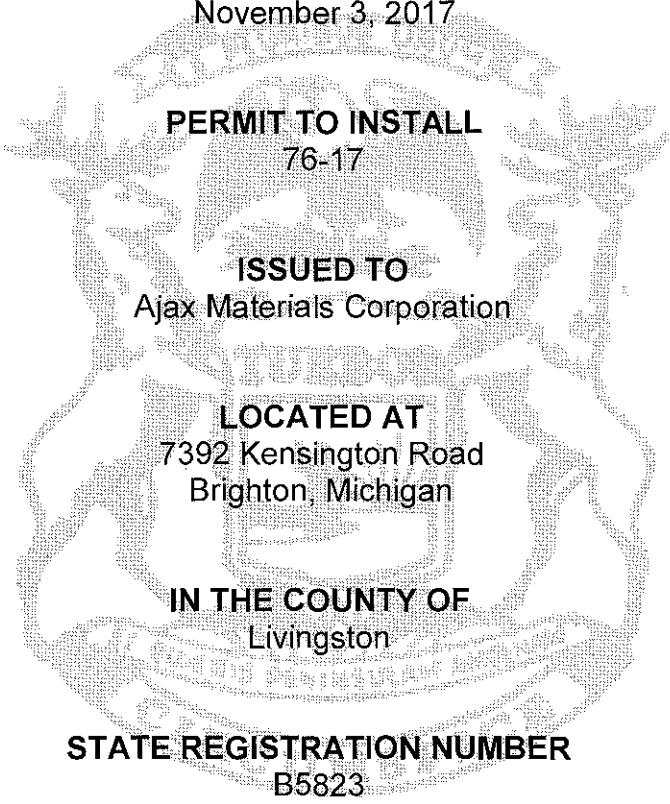 November 3, 2017
PERMIT TO INSTALL
76-17
ISSUED TO
Ajax Materials Corporation
TUEBOR
LOCATED AT
7392 Kensington Road
Brighton, Michigan
IN THE COUNTY OF
Livingston
STATE REGISTRATION NUMBER
B5823